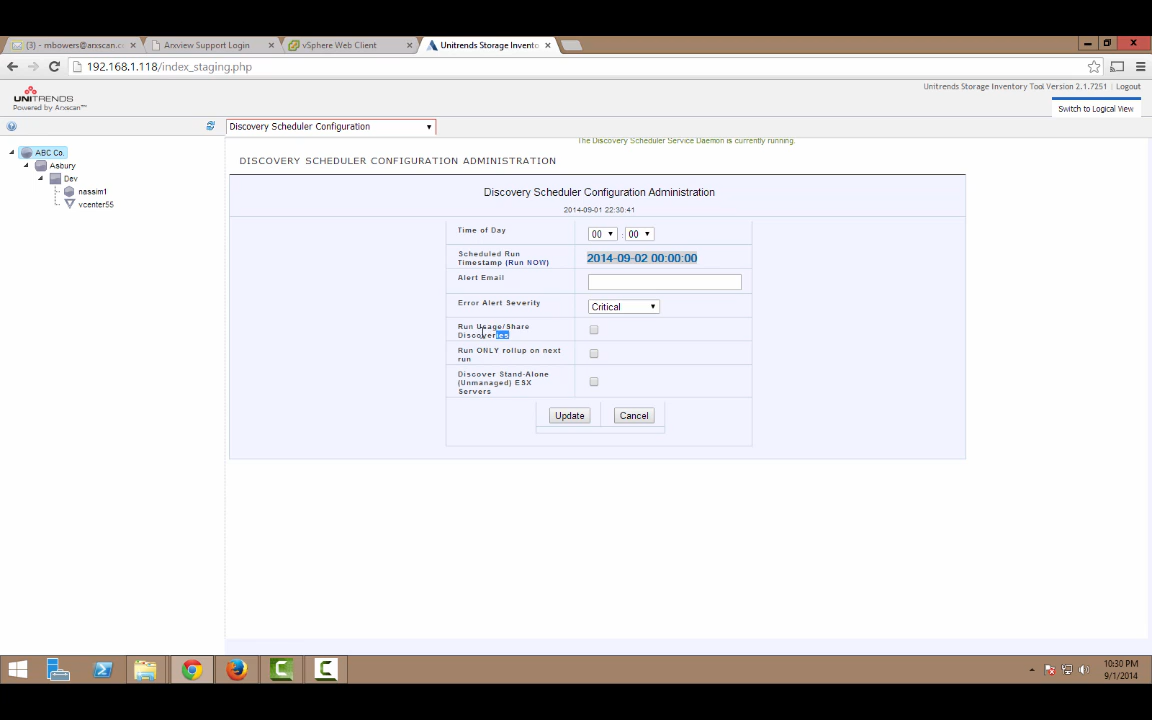 (3) - mbowers@arxscan.c
Arxview Support Login
vSphere Web Client
Unitrends Storage Invento
192.168.1.118/index_staging.php
UNITRENDS
Powered by Arxscan™
Unitrends Storage Inventory Tool Version 2.1.7251 | Logout
Switch to Logical View
Discovery Scheduler Configuration
The Discovery Scheduler Service Daemon is currently running.
ABC Co.
Asbury
Dev
nassim1
vcenter55
DISCOVERY SCHEDULER CONFIGURATION ADMINISTRATION
Discovery Scheduler Configuration Administration
2014-09-01 22:30:41
Time of Day
00 : 00
Scheduled Run
Timestamp (Run NOW)
2014-09-02 00:00:00
Alert Email
Error Alert Severity
Critical
Run Usage/Share
Discoveries
Run ONLY rollup on next
run
Discover Stand-Alone
(Unmanaged) ESX
Servers
Update
Cancel
10:30 PM
9/1/2014